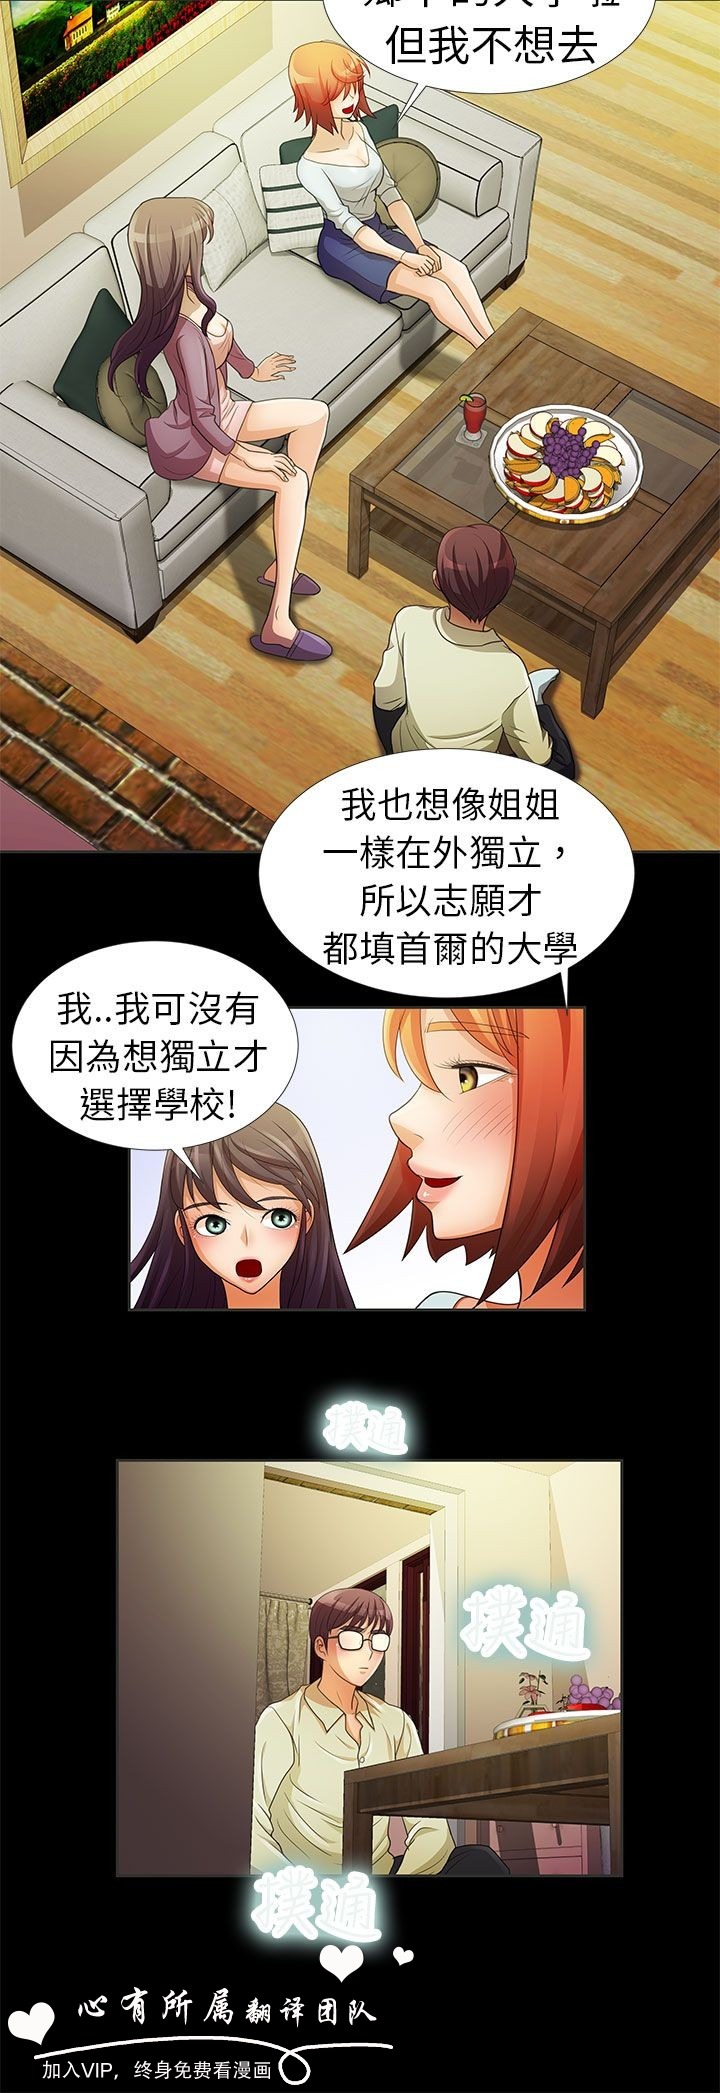 但我不想去
我也想像姐姐
一樣在外獨立，
所以志願才
都填首爾的大學
我..我可沒有
因為想獨立才
選擇學校!
撲通
撲通
撲通
心有所属翻译团队
加入VIP，终身免费看漫画